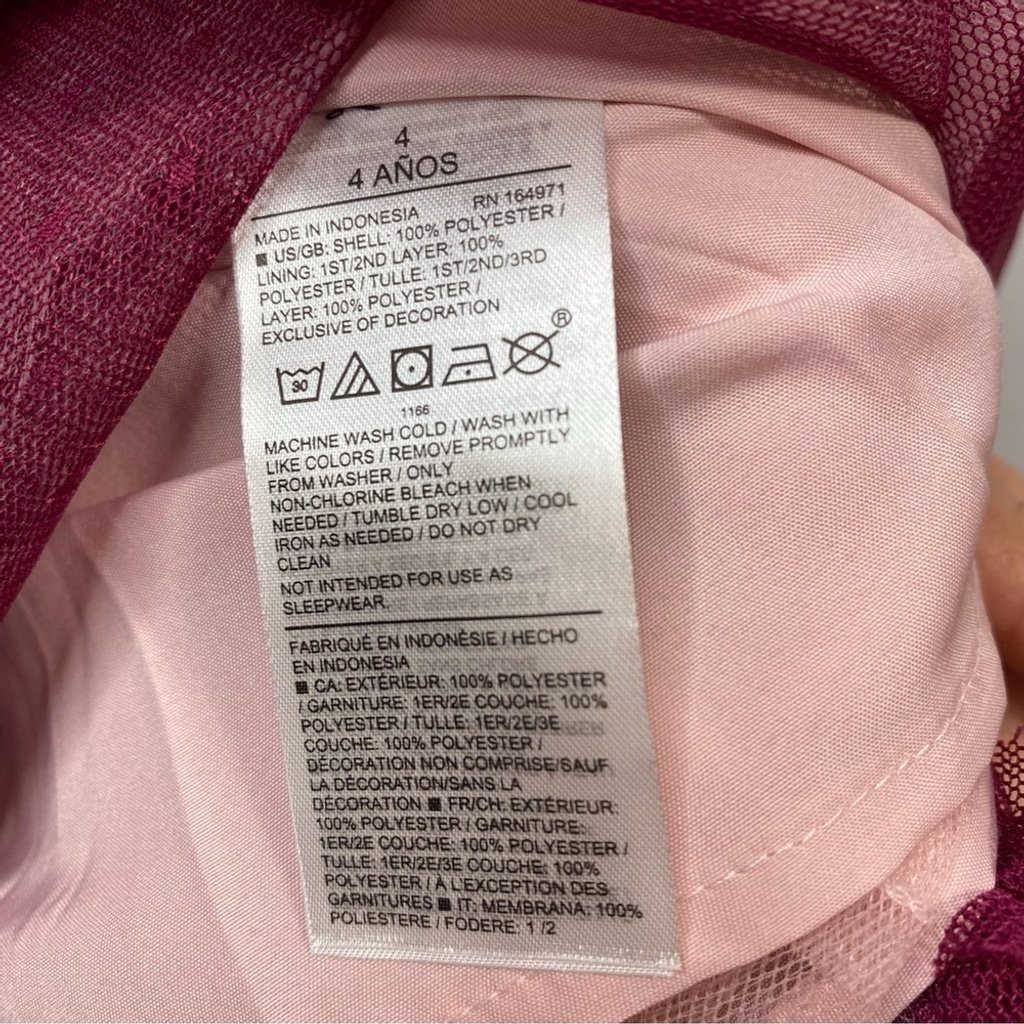 4
4 AÑOS
RN 164971
MADE IN INDONESIA
US/GB: SHELL: 100% POLYESTER /
LINING: 1ST/2ND LAYER: 100%
POLYESTER / TULLE: 1ST/2ND/3RD
LAYER: 100% POLYESTER /
EXCLUSIVE OF DECORATION
30 ®
1166
MACHINE WASH COLD / WASH WITH
LIKE COLORS / REMOVE PROMPTLY
FROM WASHER / ONLY
NON-CHLORINE BLEACH WHEN
NEEDED / TUMBLE DRY LOW / COOL
IRON AS NEEDED / DO NOT DRY
CLEAN
NOT INTENDED FOR USE AS
SLEEPWEAR.
FABRIQUÉ EN INDONÈSIE / HECHO
EN INDONESIA
CA: EXTÉRIEUR: 100% POLYESTER
/ GARNITURE: 1ER/2E COUCHE: 100%
POLYESTER / TULLE: 1ER/2E/3E
COUCHE: 100% POLYESTER /
DÉCORATION NON COMPRISE/SAUF
LA DÉCORATION/SANS LA
DÉCORATION FR/CH: EXTÉRIEUR:
100% POLYESTER / GARNITURE:
1ER/2E COUCHE: 100% POLYESTER /
TULLE: 1ER/2E/3E COUCHE: 100%
POLYESTER / À L'EXCEPTION DES
GARNITURES IT: MEMBRANA: 100%
POLIESTERE / FODERE: 1 /2